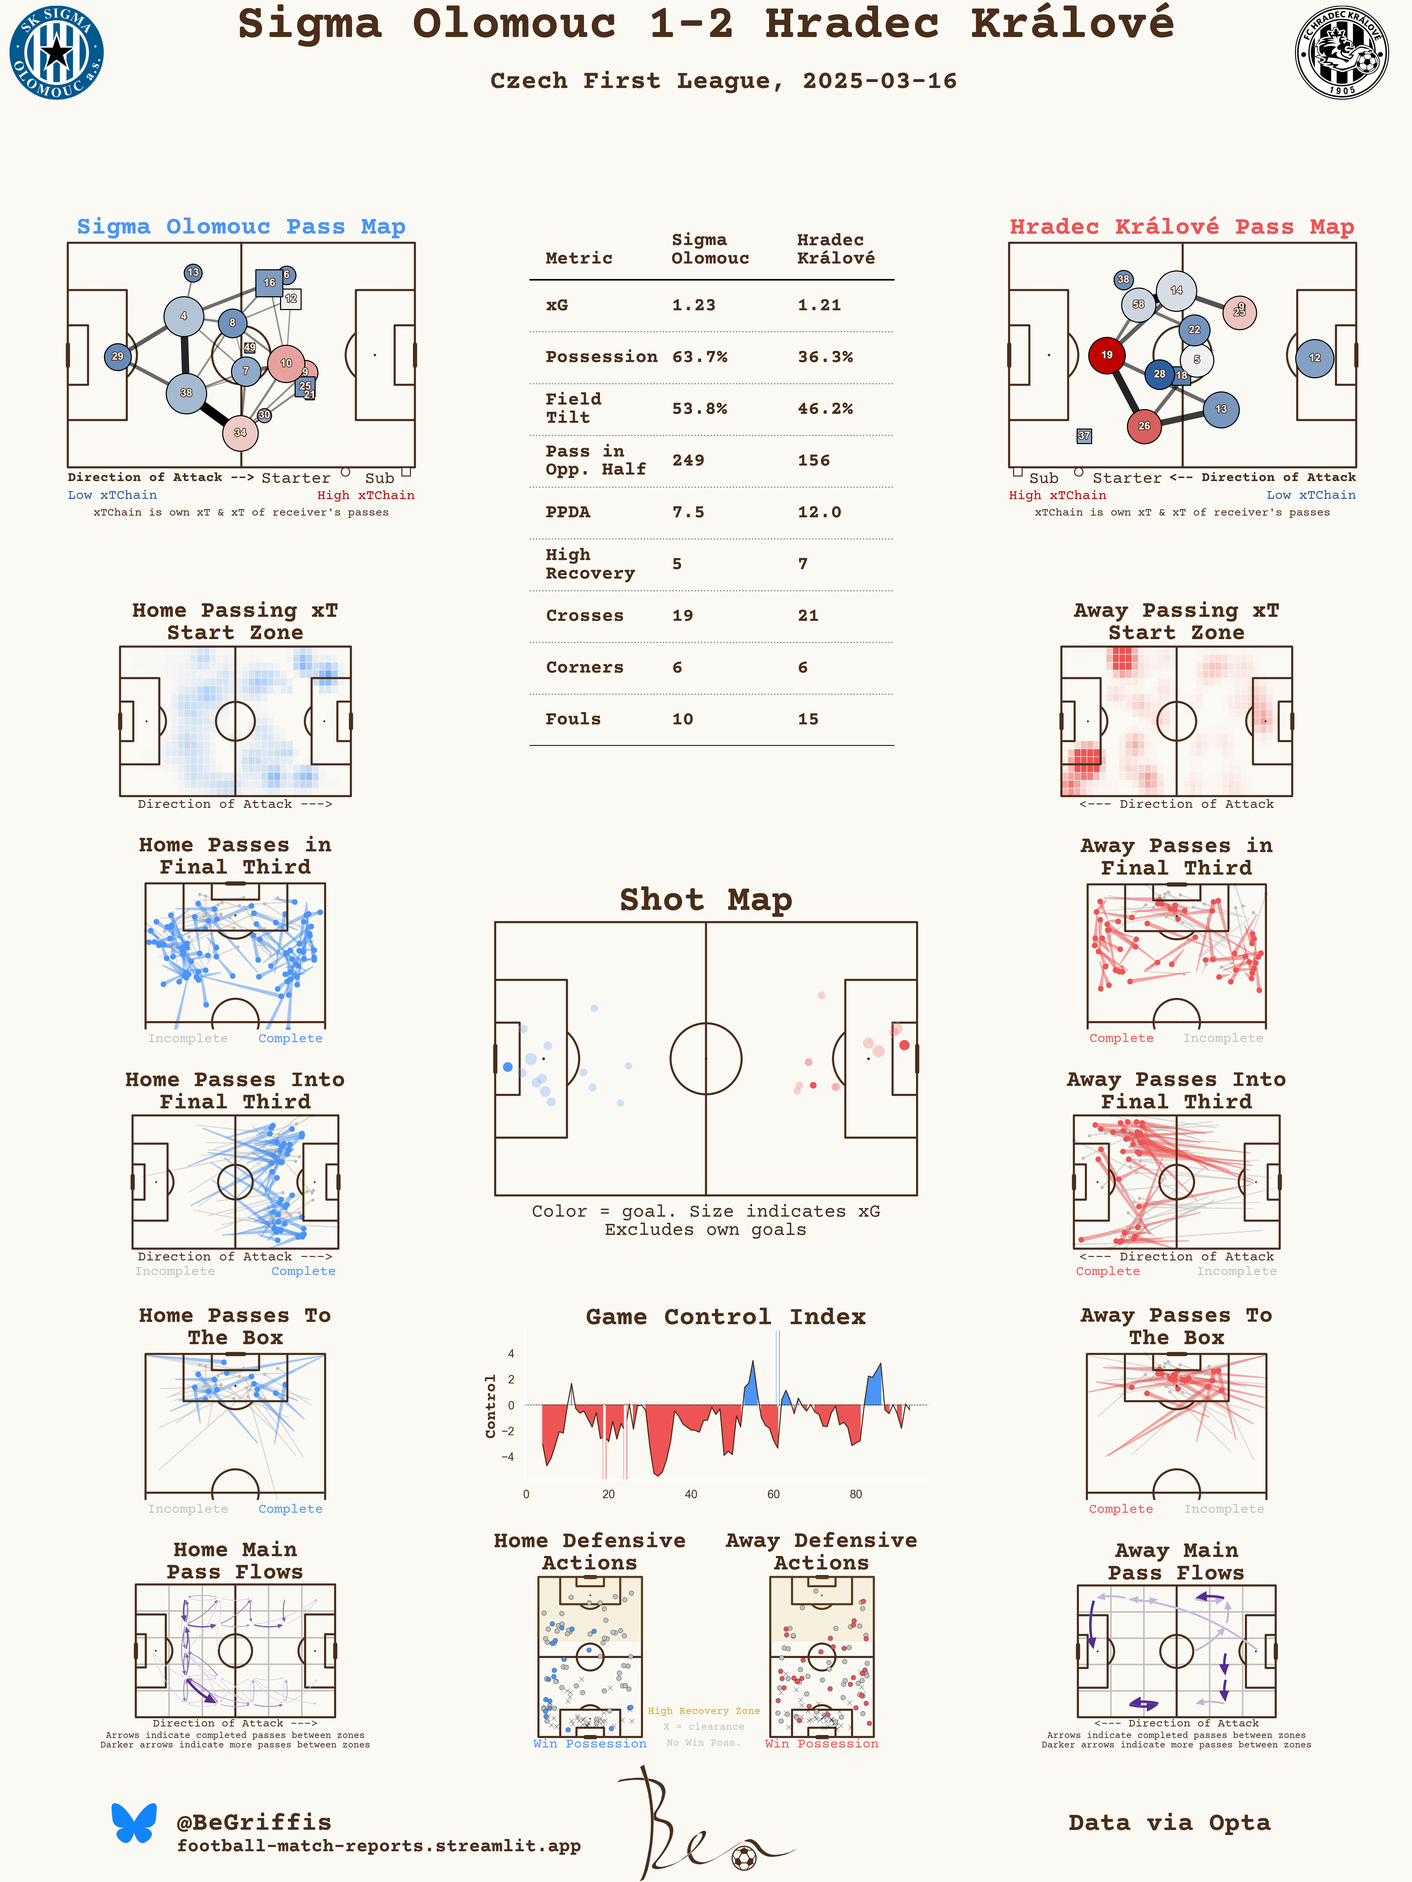 Sigma Olomouc 1-2 Hradec Králové
Czech First League, 2025-03-16
SK SIGMA
OLOMOUC a.s.
FC HRADEC KRÁLOVÉ
1905
Sigma Olomouc Pass Map
13
16
6
12
4
8
49
29
7
10
9
25
21
38
30
34
Direction of Attack --> Starter Sub
Low xTChain High xTChain
xTChain is own xT & xT of receiver's passes
Metric Sigma Olomouc Hradec Králové
xG 1.23 1.21
Possession 63.7% 36.3%
Field Tilt 53.8% 46.2%
Pass in Opp. Half 249 156
PPDA 7.5 12.0
High Recovery 5 7
Crosses 19 21
Corners 6 6
Fouls 10 15
Hradec Králové Pass Map
38
14
58
9
25
22
19
5
12
28
18
13
26
37
Sub Starter <-- Direction of Attack
High xTChain Low xTChain
xTChain is own xT & xT of receiver's passes
Home Passing xT
Start Zone
Direction of Attack --->
Away Passing xT
Start Zone
<--- Direction of Attack
Home Passes in
Final Third
Incomplete Complete
Away Passes in
Final Third
Complete Incomplete
Shot Map
Color = goal. Size indicates xG
Excludes own goals
Home Passes Into
Final Third
Direction of Attack --->
Incomplete Complete
Away Passes Into
Final Third
<--- Direction of Attack
Complete Incomplete
Home Passes To
The Box
Incomplete Complete
Game Control Index
Control
4
2
0
−2
−4
0 20 40 60 80
Away Passes To
The Box
Complete Incomplete
Home Main
Pass Flows
Direction of Attack --->
Arrows indicate completed passes between zones
Darker arrows indicate more passes between zones
Home Defensive
Actions
Win Possession
High Recovery Zone
X = clearance
No Win Poss.
Away Defensive
Actions
Win Possession
Away Main
Pass Flows
<--- Direction of Attack
Arrows indicate completed passes between zones
Darker arrows indicate more passes between zones
@BeGriffis
football-match-reports.streamlit.app
Ben
Data via Opta